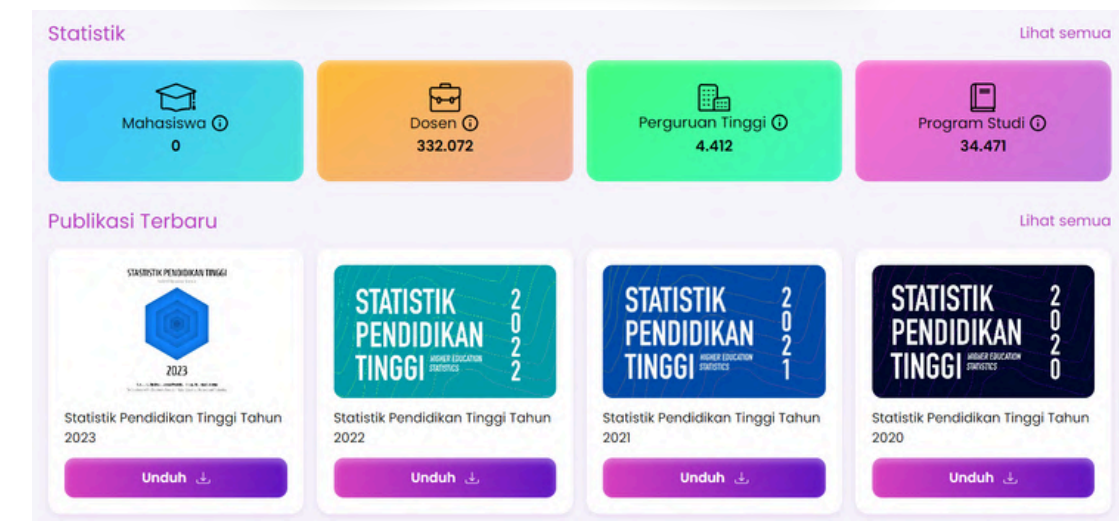 Statistik
Lihat semua
Mahasiswa
0
Dosen
332.072
Perguruan Tinggi
4.412
Program Studi
34.471
Publikasi Terbaru
Lihat semua
STASTISTIK PENDIDIKAN TINGGI
2023
Statistik Pendidikan Tinggi Tahun
2023
Unduh
STATISTIK
PENDIDIKAN
TINGGI
HIGHER EDUCATION
STATISTICS
2022
Statistik Pendidikan Tinggi Tahun
2022
Unduh
STATISTIK
PENDIDIKAN
TINGGI
HIGHER EDUCATION
STATISTICS
2021
Statistik Pendidikan Tinggi Tahun
2021
Unduh
STATISTIK
PENDIDIKAN
TINGGI
HIGHER EDUCATION
STATISTICS
2020
Statistik Pendidikan Tinggi Tahun
2020
Unduh